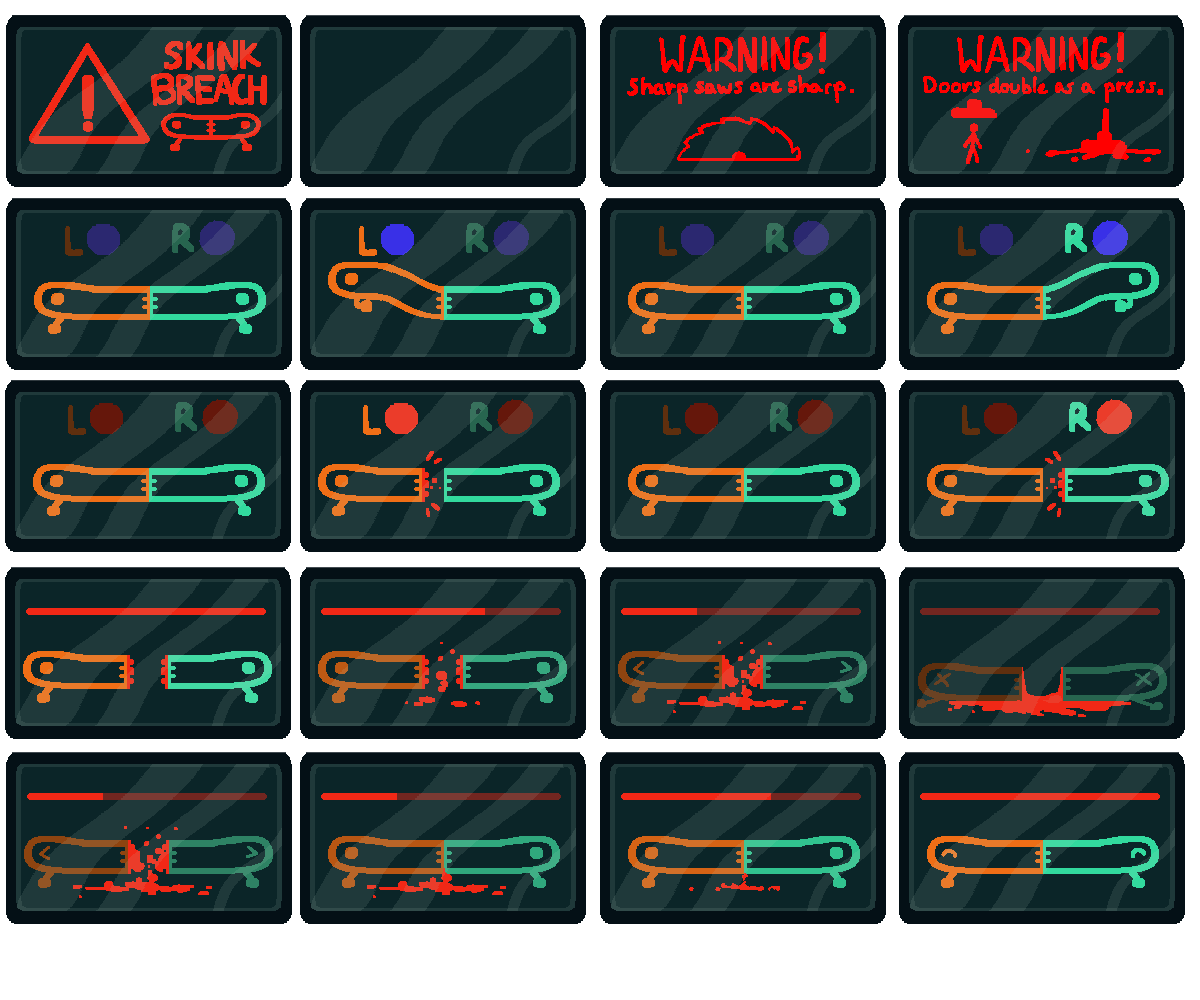 SKINK
BREACH
WARNING!
Sharp saws are sharp.
WARNING!
Doors double as a press.
L R
L R
L R
L R
L R
L R
L R
L R